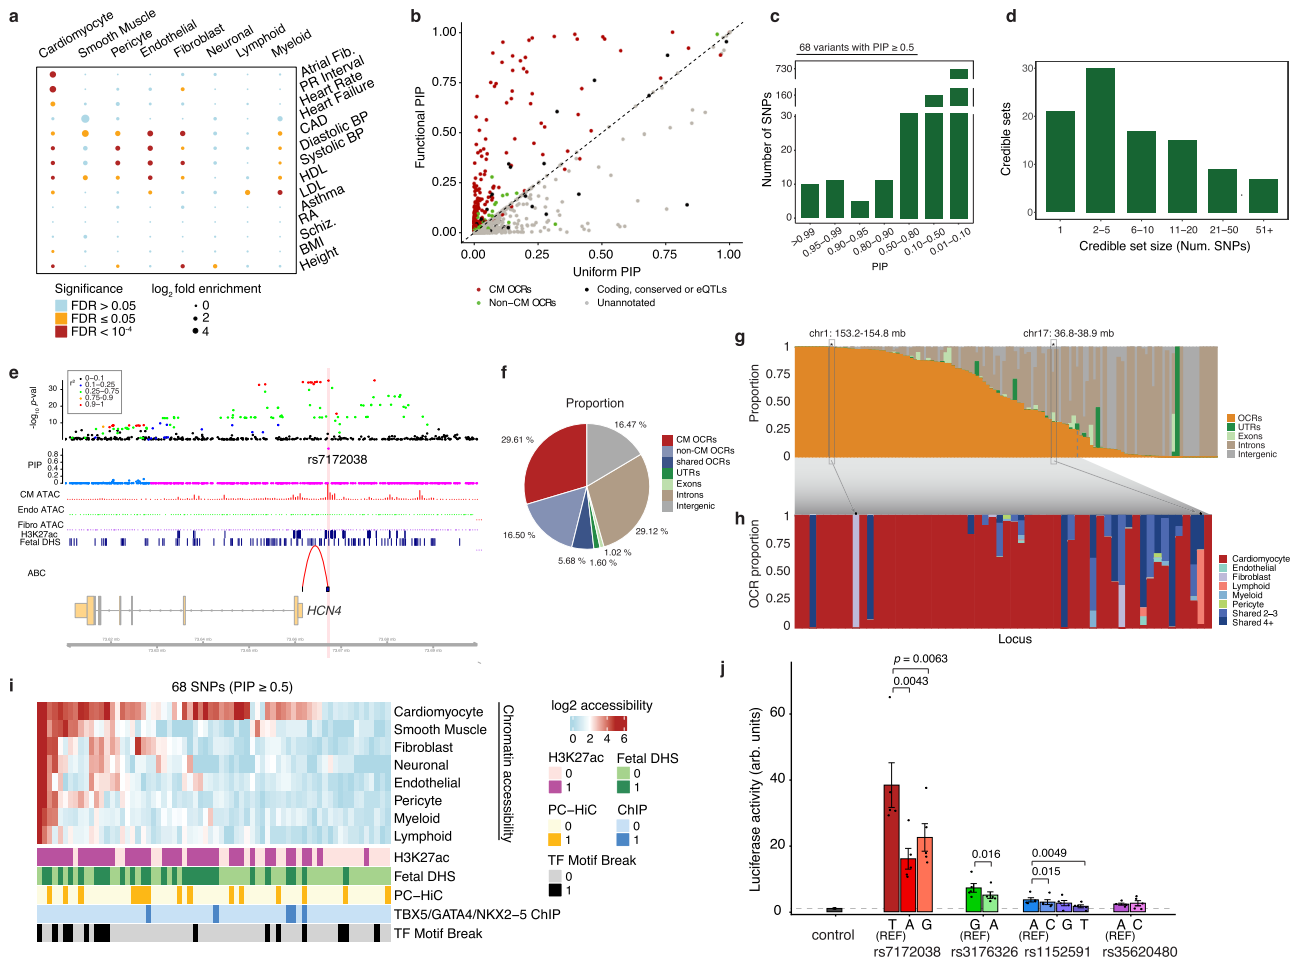 a
Cardiomyocyte
Smooth Muscle
Pericyte
Endothelial
Fibroblast
Neuronal
Lymphoid
Myeloid
Atrial Fib.
PR Interval
Heart Rate
Heart Failure
CAD
Diastolic BP
Systolic BP
HDL
LDL
Asthma
RA
Schiz.
BMI
Height
Significance
FDR > 0.05
FDR ≤ 0.05
FDR < 10⁻⁴
log₂ fold enrichment
0
2
4
b
Functional PIP
1.00
0.75
0.50
0.25
0.00
0.00 0.25 0.50 0.75 1.00
Uniform PIP
CM OCRs
Non−CM OCRs
Coding, conserved or eQTLs
Unannotated
c
68 variants with PIP ≥ 0.5
Number of SNPs
730
160
30
20
10
0
>0.99
0.95−0.99
0.90−0.95
0.80−0.90
0.50−0.80
0.10−0.50
0.01−0.10
PIP
d
Credible sets
30
20
10
0
1 2−5 6−10 11−20 21−50 51+
Credible set size (Num. SNPs)
e
r²
0−0.1
0.1−0.25
0.25−0.75
0.75−0.9
0.9−1
-log₁₀ p-val
30
20
10
rs7172038
PIP
0.8
0.6
0.4
0.2
0
CM ATAC
Endo ATAC
Fibro ATAC
H3K27ac
Fetal DHS
ABC
HCN4
f
Proportion
29.61 %
16.47 %
16.50 %
5.68 %
1.60 %
1.02 %
29.12 %
CM OCRs
non−CM OCRs
shared OCRs
UTRs
Exons
Introns
Intergenic
g
chr1: 153.2-154.8 mb
chr17: 36.8-38.9 mb
Proportion
1
0.75
0.5
0.25
0
OCRs
UTRs
Exons
Introns
Intergenic
h
OCR proportion
1
0.75
0.5
0.25
0
Locus
Cardiomyocyte
Endothelial
Fibroblast
Lymphoid
Myeloid
Pericyte
Shared 2−3
Shared 4+
i
68 SNPs (PIP ≥ 0.5)
Cardiomyocyte
Smooth Muscle
Fibroblast
Neuronal
Endothelial
Pericyte
Myeloid
Lymphoid
Chromatin accessibility
H3K27ac
Fetal DHS
PC−HiC
TBX5/GATA4/NKX2−5 ChIP
TF Motif Break
log2 accessibility
0 2 4 6
H3K27ac
0
1
Fetal DHS
0
1
PC−HiC
0
1
ChIP
0
1
TF Motif Break
0
1
j
Luciferase activity (arb. units)
60
40
20
0
p = 0.0063
0.0043
0.016
0.0049
0.015
control
T A G
(REF)
rs7172038
G A
(REF)
rs3176326
A C G T
(REF)
rs1152591
A C
(REF)
rs35620480